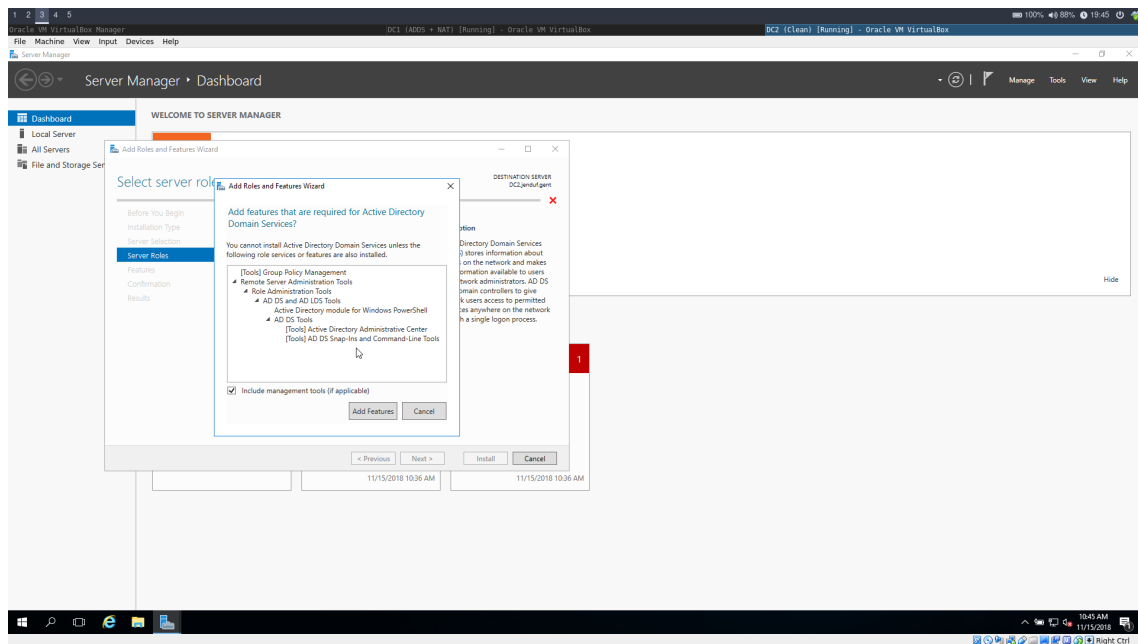 1 2 3 4 5
100% 88% 19:45
Oracle VM VirtualBox Manager
DC1 (ADDS + NAT) [Running] - Oracle VM VirtualBox
DC2 (Clean) [Running] - Oracle VM VirtualBox
File Machine View Input Devices Help
Server Manager
Server Manager • Dashboard
Manage Tools View Help
Dashboard
Local Server
All Servers
File and Storage Ser
WELCOME TO SERVER MANAGER
Hide
Add Roles and Features Wizard
Select server role
DESTINATION SERVER
DC2.jenduf.gent
Before You Begin
Installation Type
Server Selection
Server Roles
Features
Confirmation
Results
ption
Directory Domain Services
) stores information about
on the network and makes
ormation available to users
twork administrators. AD DS
omain controllers to give
k users access to permitted
ces anywhere on the network
h a single logon process.
Add Roles and Features Wizard
Add features that are required for Active Directory
Domain Services?
You cannot install Active Directory Domain Services unless the
following role services or features are also installed.
[Tools] Group Policy Management
Remote Server Administration Tools
Role Administration Tools
AD DS and AD LDS Tools
Active Directory module for Windows PowerShell
AD DS Tools
[Tools] Active Directory Administrative Center
[Tools] AD DS Snap-Ins and Command-Line Tools
Include management tools (if applicable)
Add Features Cancel
< Previous Next > Install Cancel
1
11/15/2018 10:36 AM
11/15/2018 10:36 AM
10:45 AM
11/15/2018
Right Ctrl